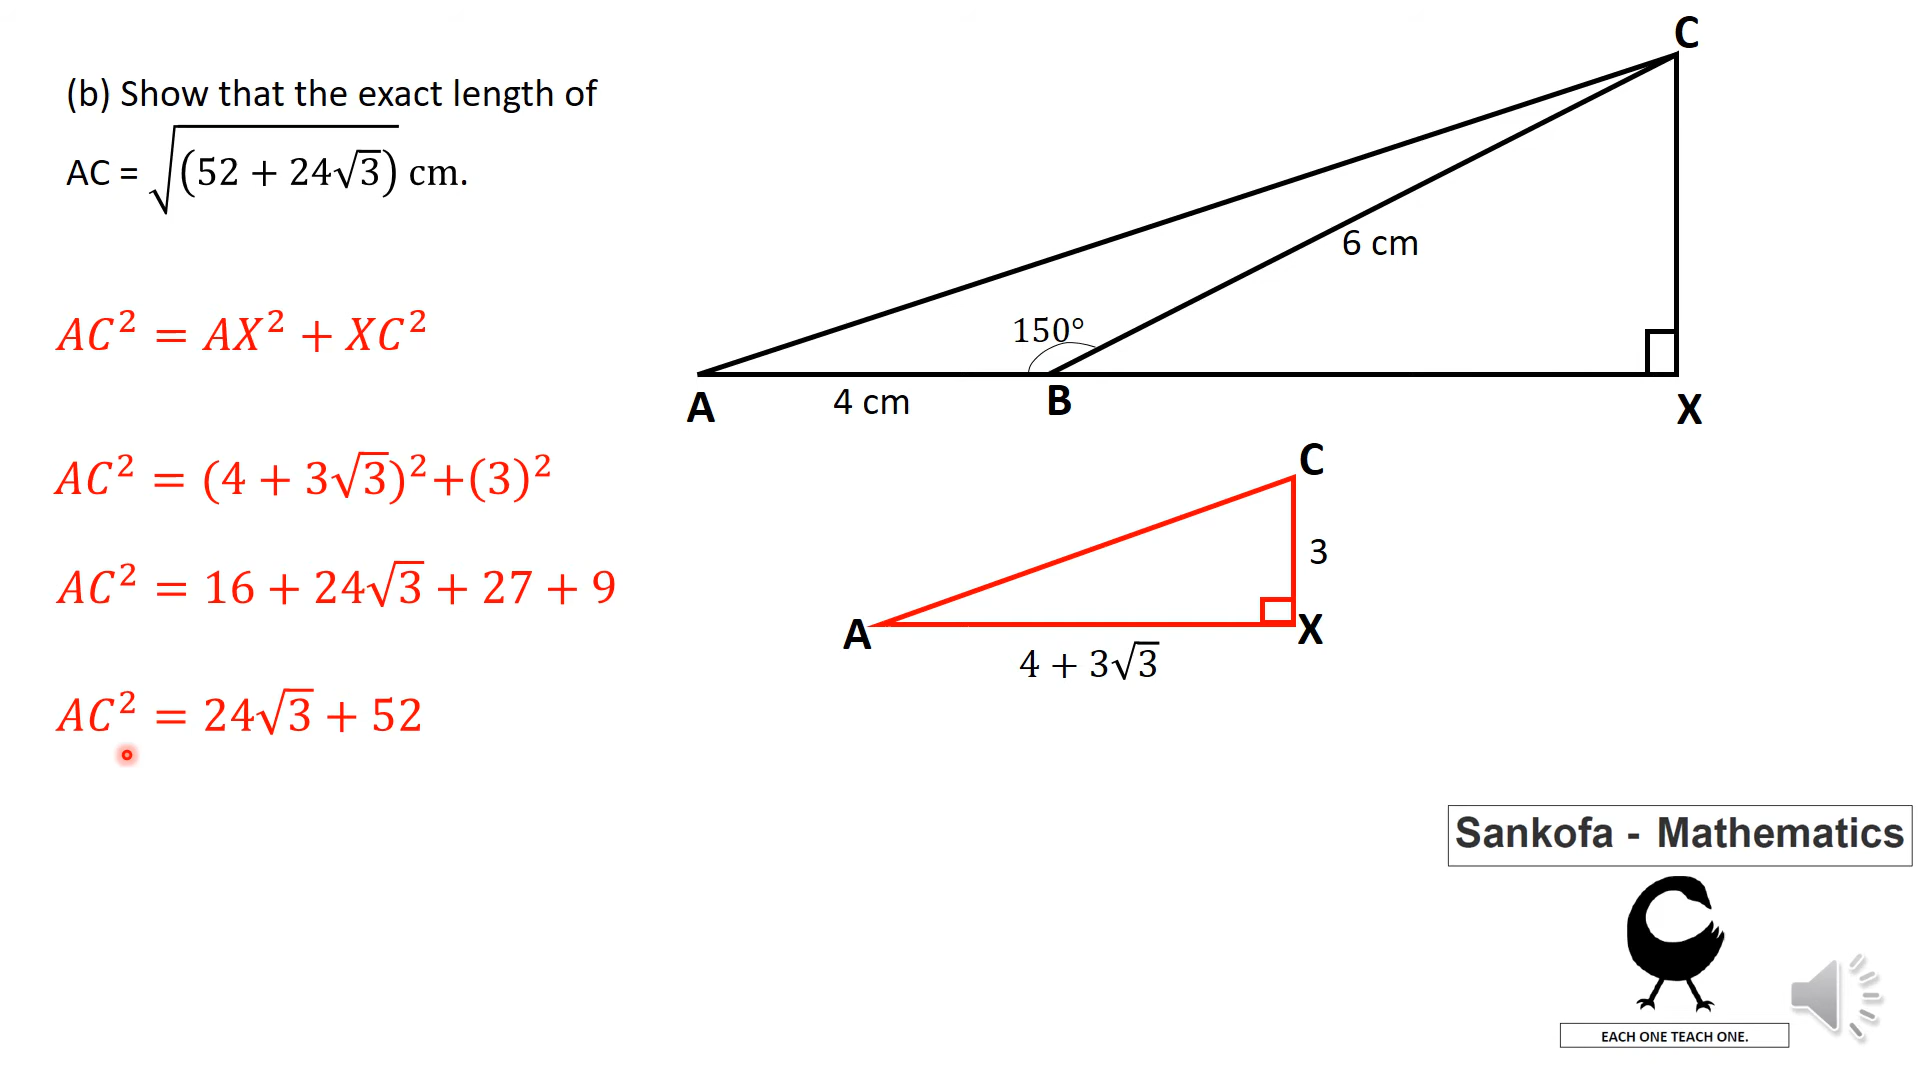 (b) Show that the exact length of
AC = √(52 + 24√3) cm.
AC² = AX² + XC²
AC² = (4 + 3√3)²+(3)²
AC² = 16 + 24√3 + 27 + 9
AC² = 24√3 + 52
C
6 cm
150°
A
4 cm
B
X
C
3
A
X
4 + 3√3
Sankofa - Mathematics
EACH ONE TEACH ONE.